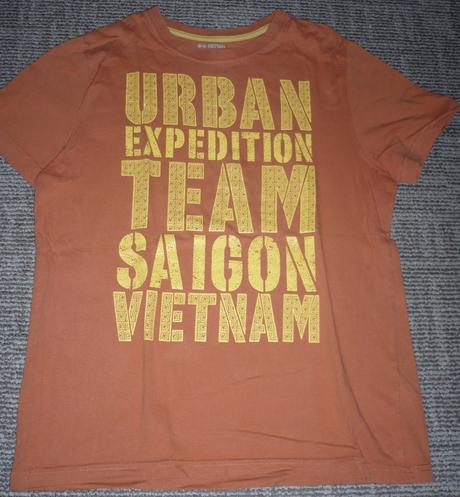 URBAN
EXPEDITION
TEAM
SAIGON
VIETNAM